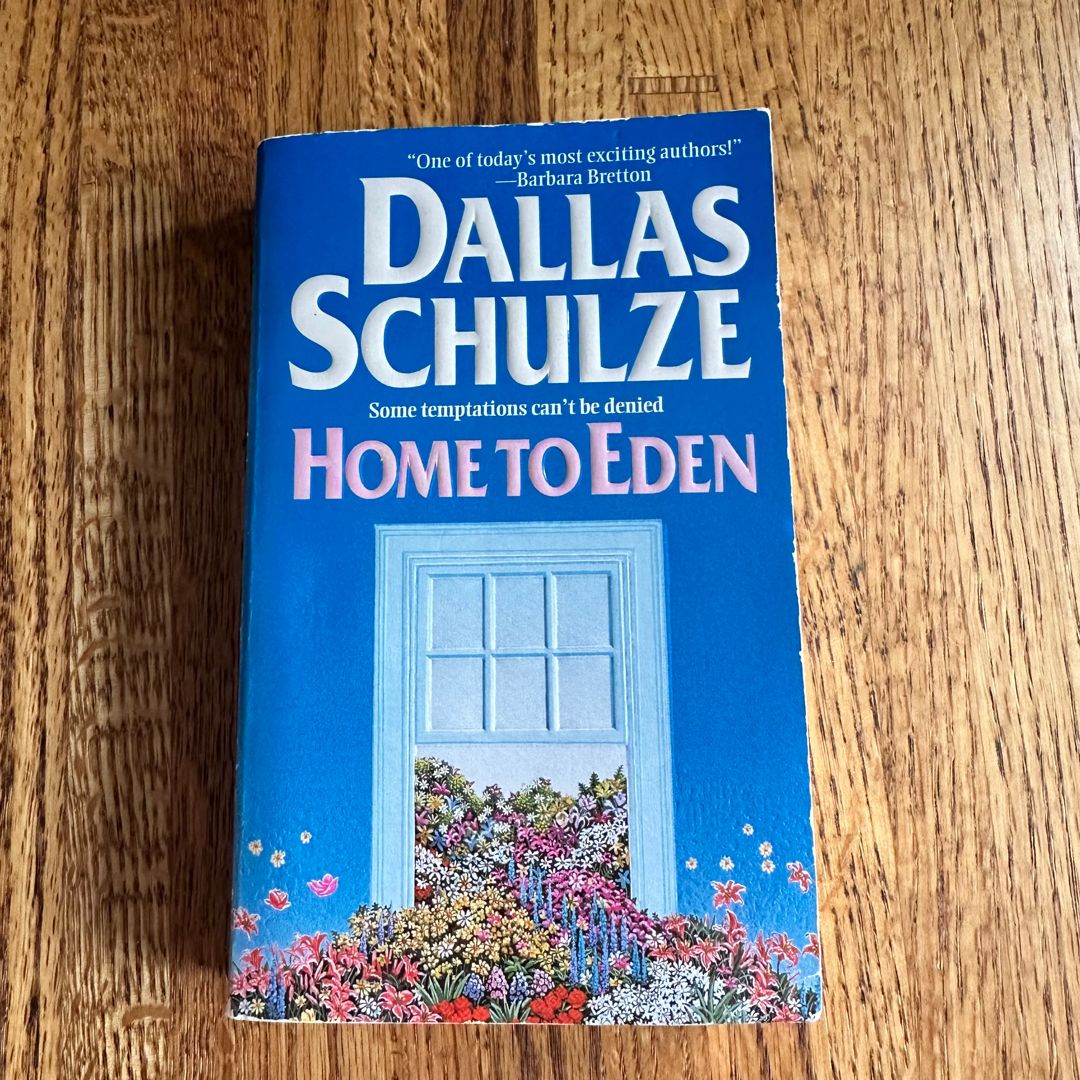 “One of today’s most exciting authors!”
—Barbara Bretton
DALLAS
SCHULZE
Some temptations can’t be denied
HOME TO EDEN